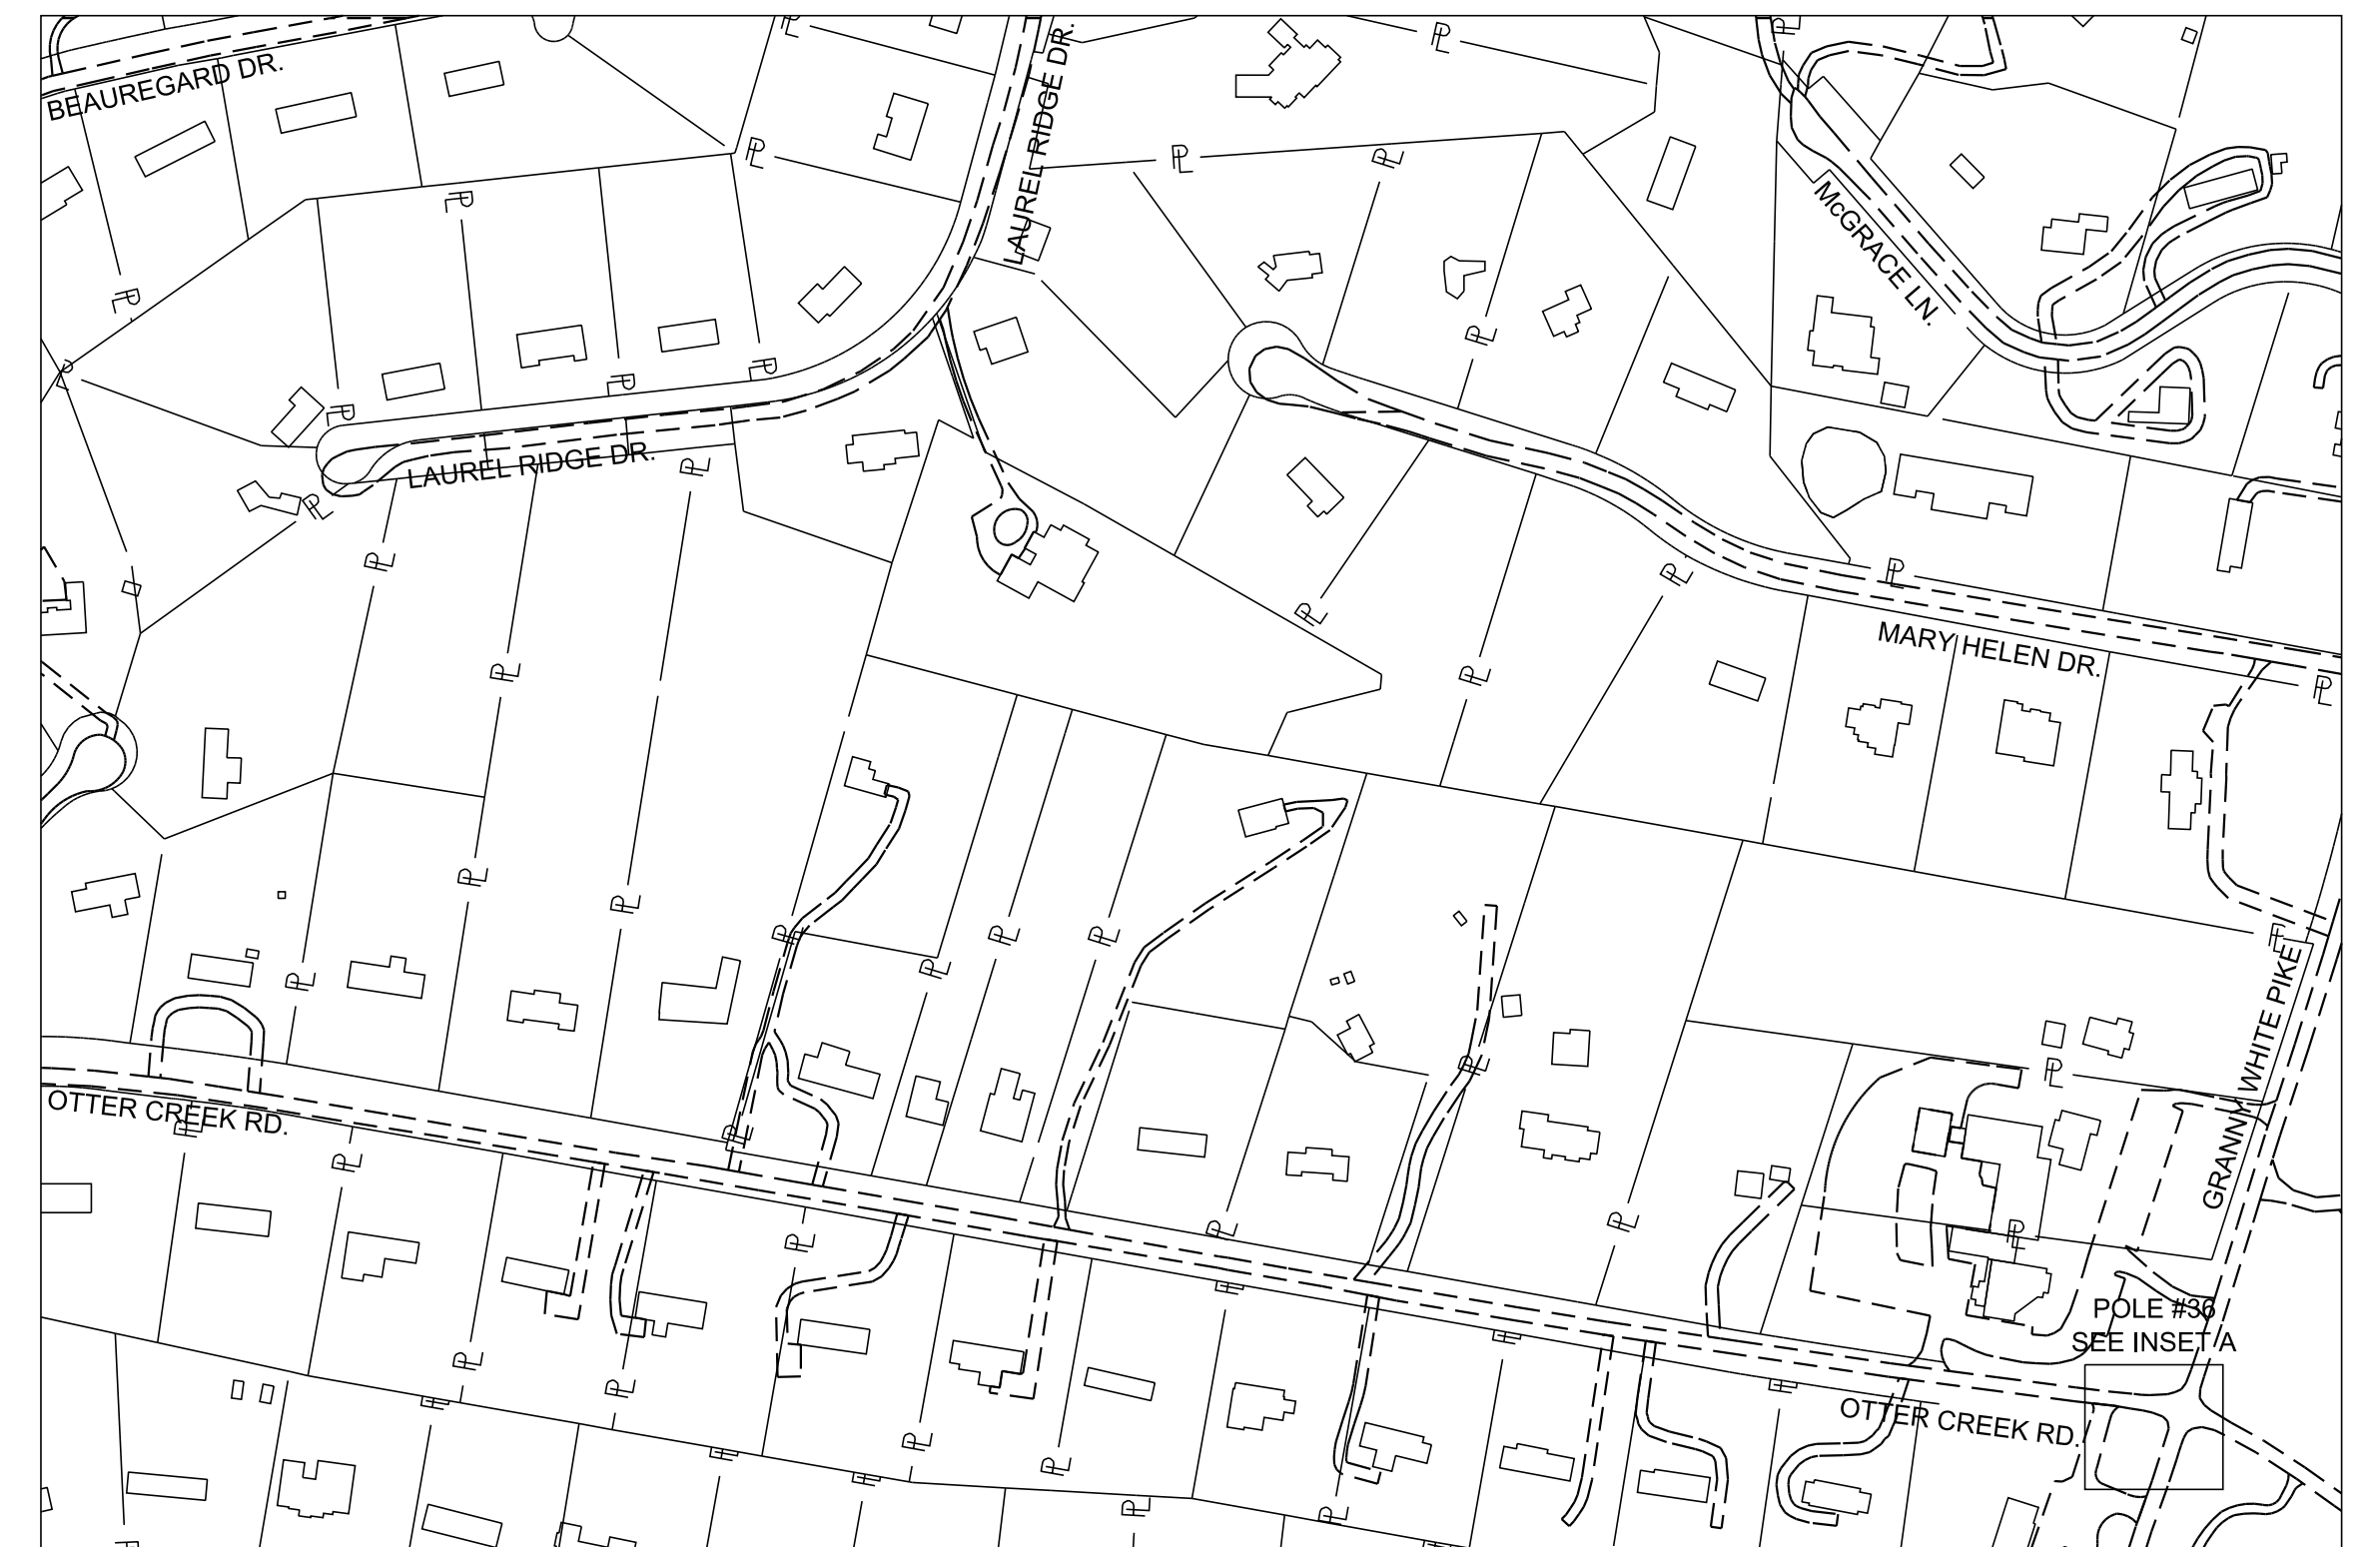 BEAUREGARD DR.
LAUREL RIDGE DR.
McGRACE LN.
LAUREL RIDGE DR.
MARY HELEN DR.
GRANNY WHITE PIKE
OTTER CREEK RD.
POLE #36
SEE INSET A
OTTER CREEK RD.